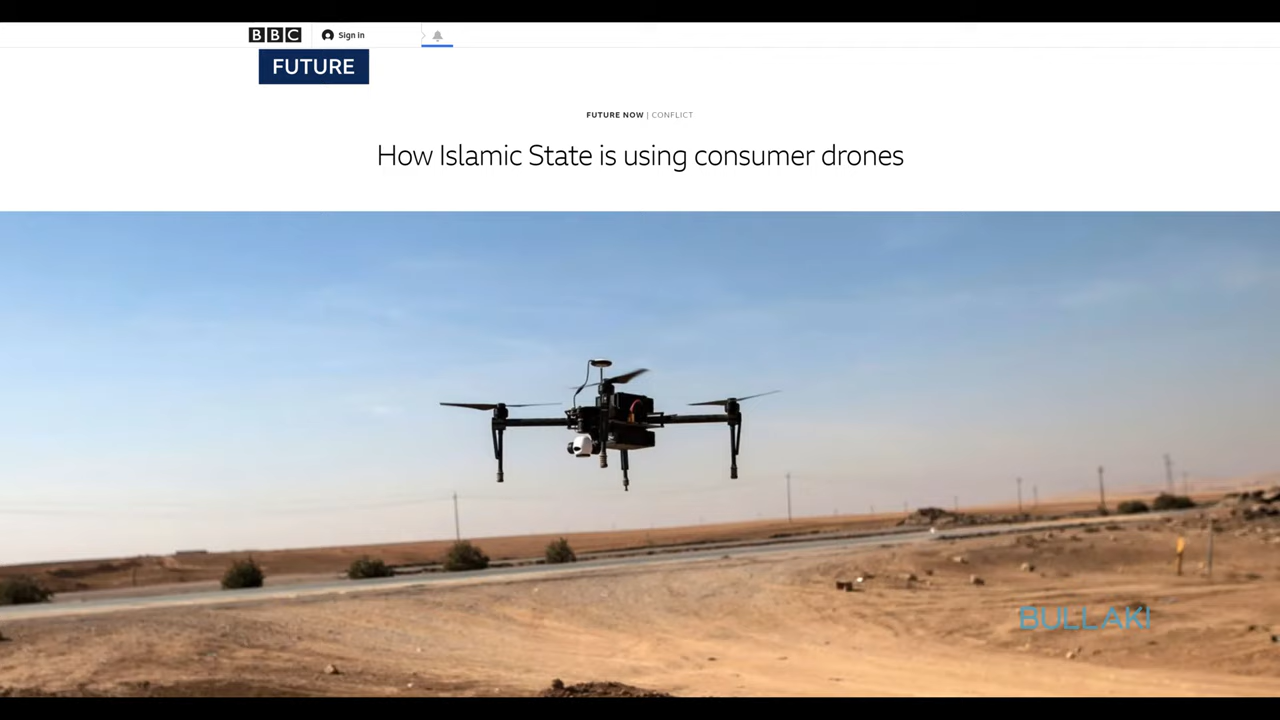 BBC
Sign in
FUTURE
FUTURE NOW | CONFLICT
How Islamic State is using consumer drones
BULLAKI